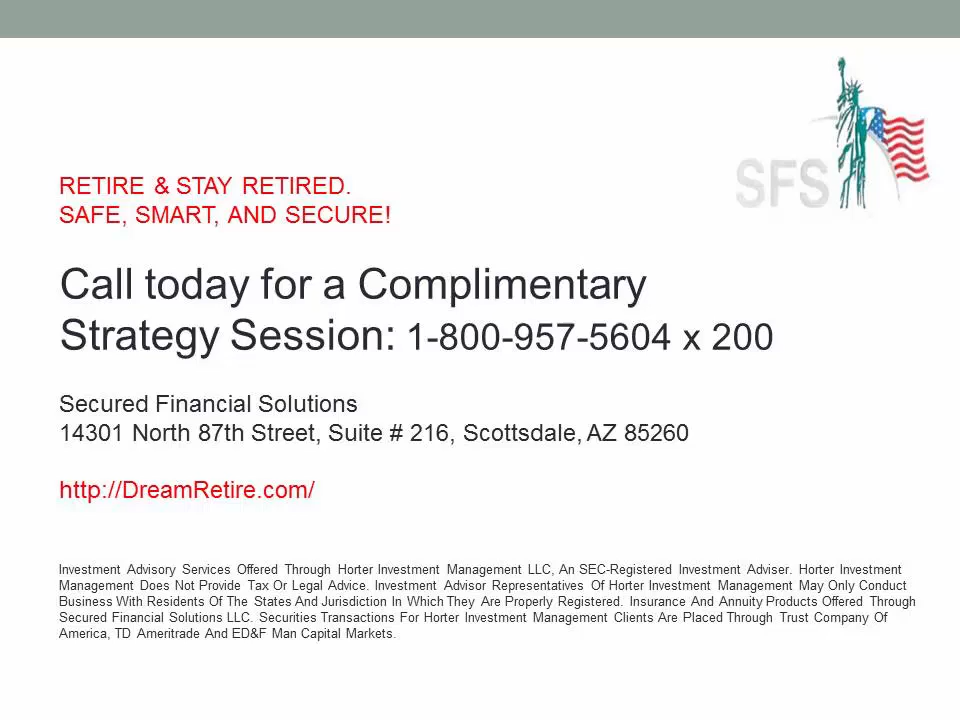 SFS
RETIRE & STAY RETIRED.
SAFE, SMART, AND SECURE!
Call today for a Complimentary
Strategy Session: 1-800-957-5604 x 200
Secured Financial Solutions
14301 North 87th Street, Suite # 216, Scottsdale, AZ 85260
http://DreamRetire.com/
Investment Advisory Services Offered Through Horter Investment Management LLC, An SEC-Registered Investment Adviser. Horter Investment
Management Does Not Provide Tax Or Legal Advice. Investment Advisor Representatives Of Horter Investment Management May Only Conduct
Business With Residents Of The States And Jurisdiction In Which They Are Properly Registered. Insurance And Annuity Products Offered Through
Secured Financial Solutions LLC. Securities Transactions For Horter Investment Management Clients Are Placed Through Trust Company Of
America, TD Ameritrade And ED&F Man Capital Markets.